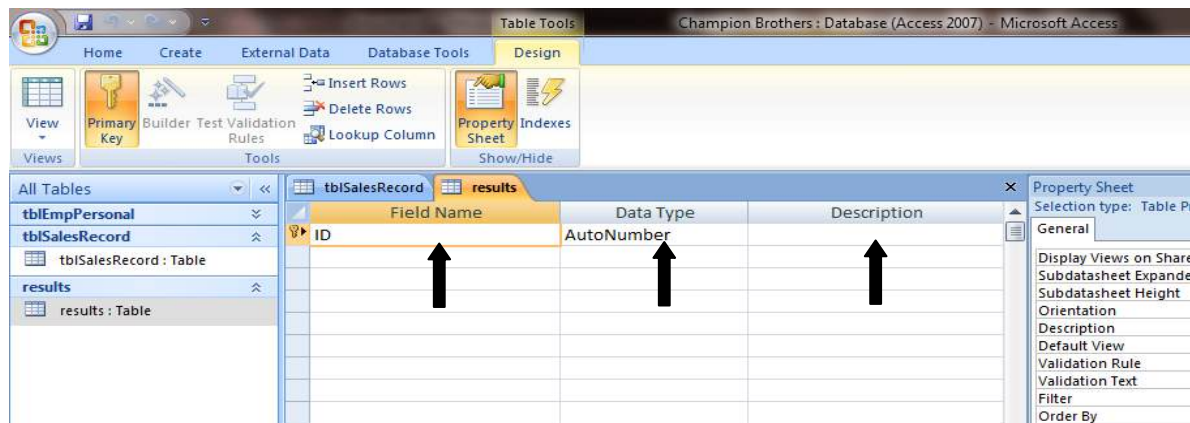 Table Tools Champion Brothers : Database (Access 2007) - Microsoft Access
Home Create External Data Database Tools Design
View
Views
Primary Key
Builder
Test Validation Rules
Insert Rows
Delete Rows
Lookup Column
Tools
Property Sheet
Indexes
Show/Hide
All Tables
tblEmpPersonal
tblSalesRecord
tblSalesRecord : Table
results
results : Table
tblSalesRecord results
Field Name Data Type Description
ID AutoNumber
Property Sheet
Selection type: Table
General
Display Views on Share
Subdatasheet Expande
Subdatasheet Height
Orientation
Description
Default View
Validation Rule
Validation Text
Filter
Order By